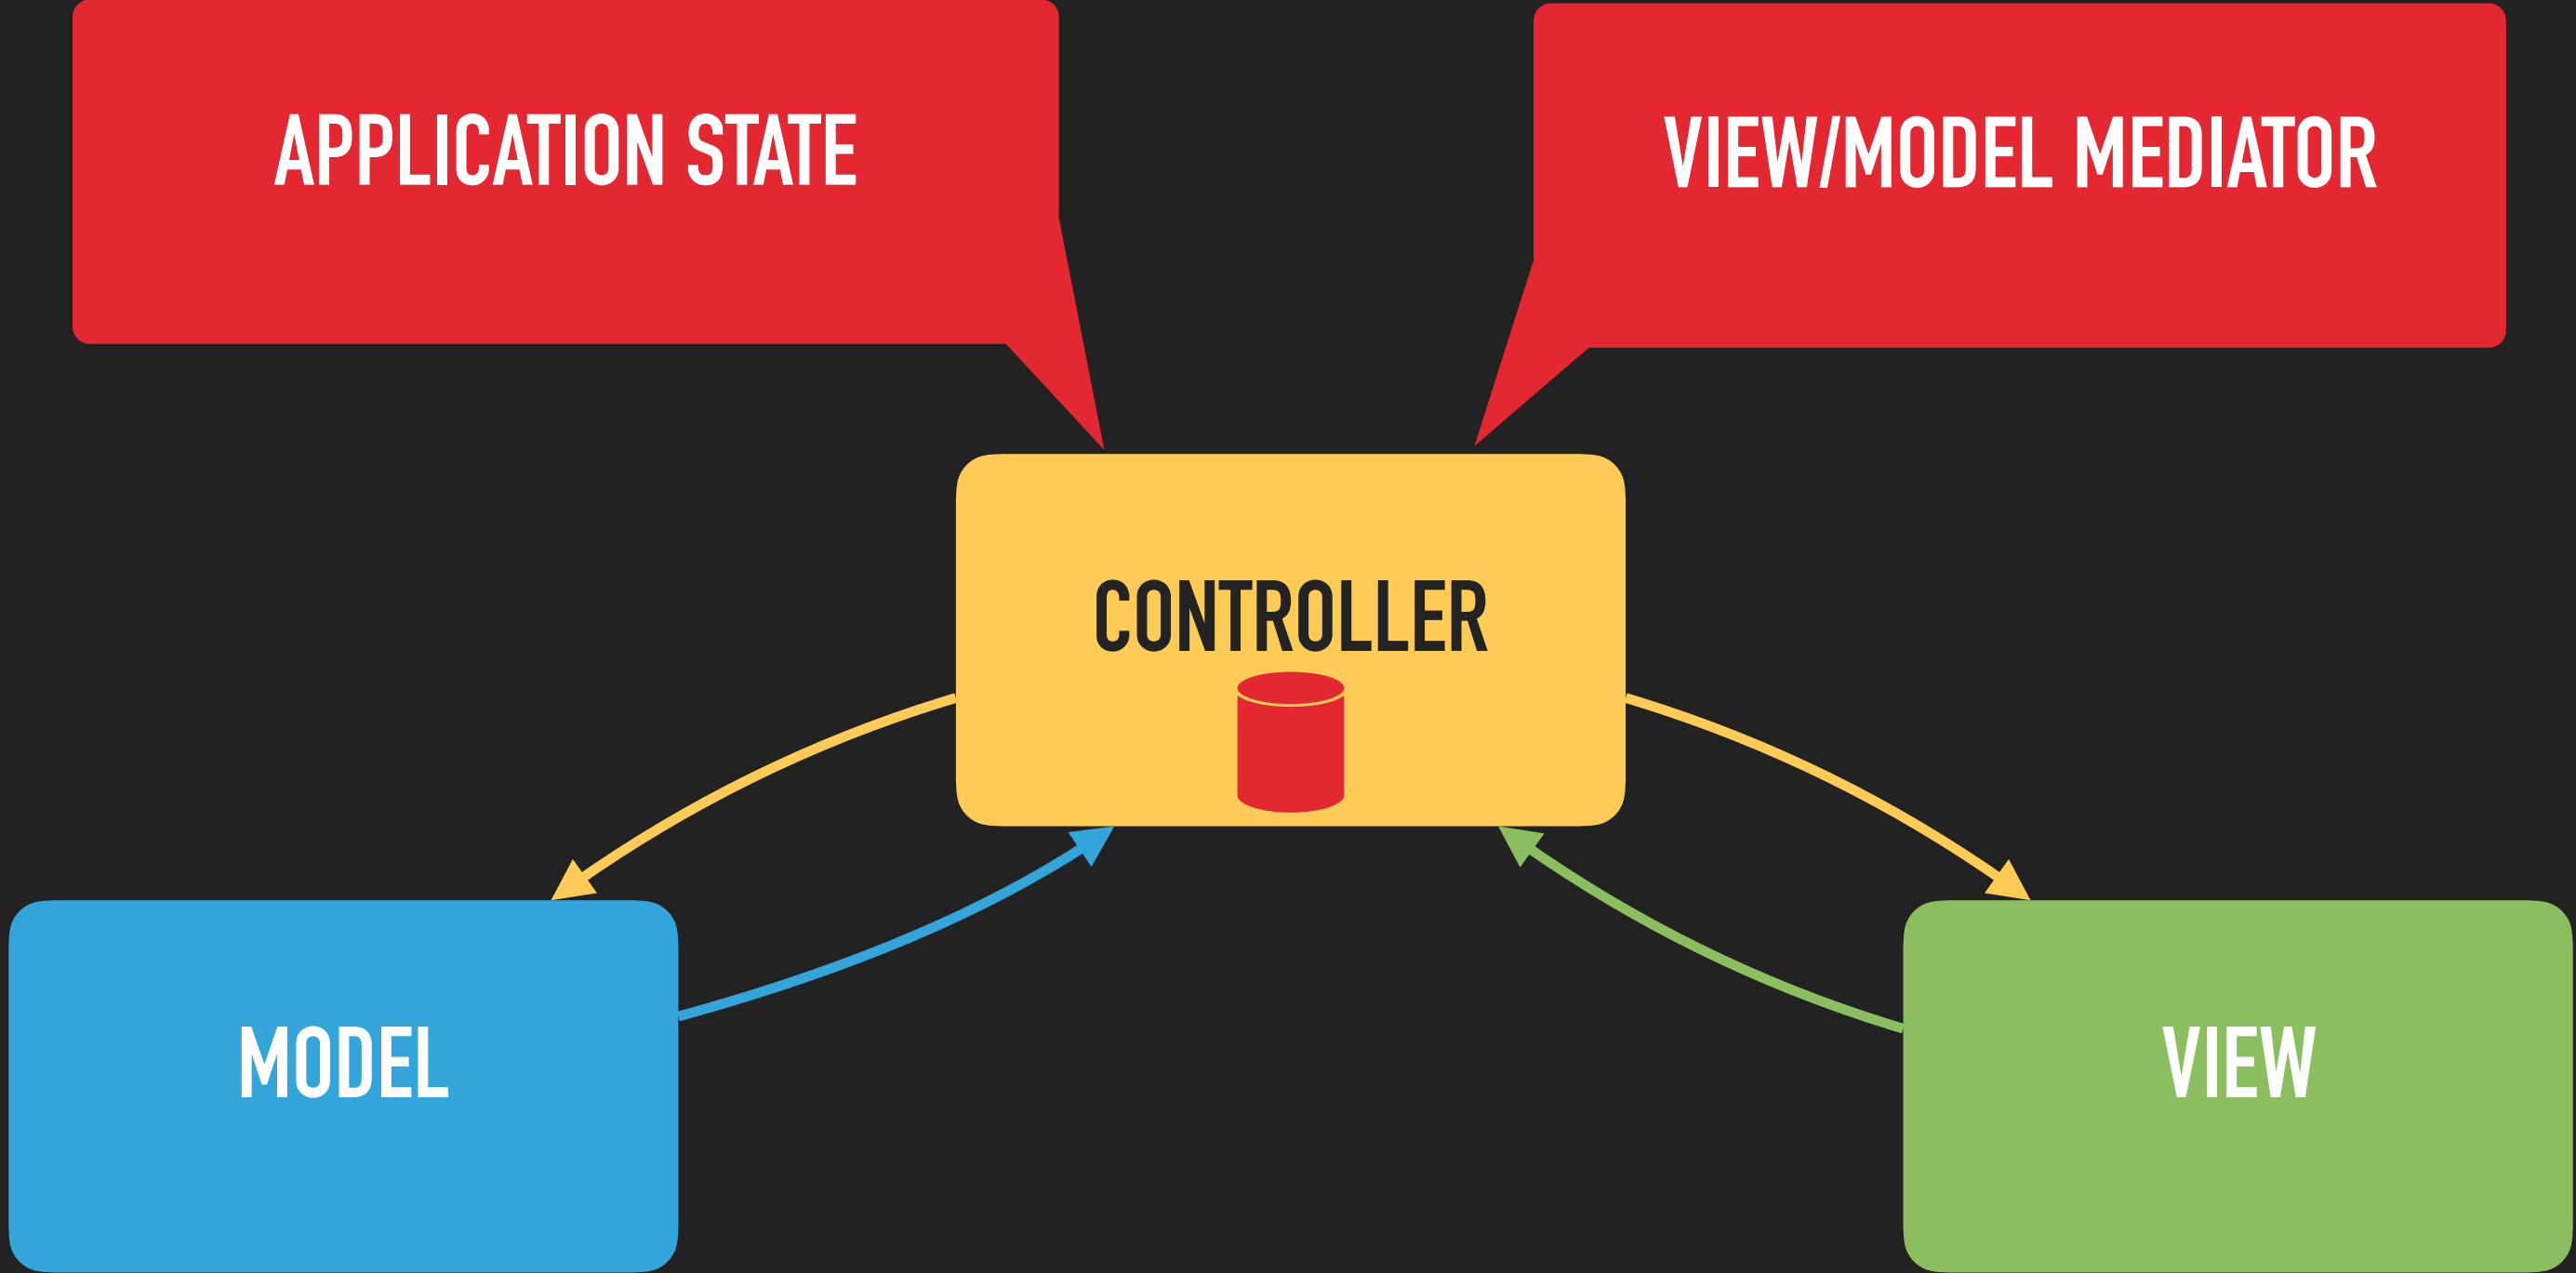 APPLICATION STATE
VIEW/MODEL MEDIATOR
CONTROLLER
MODEL
VIEW